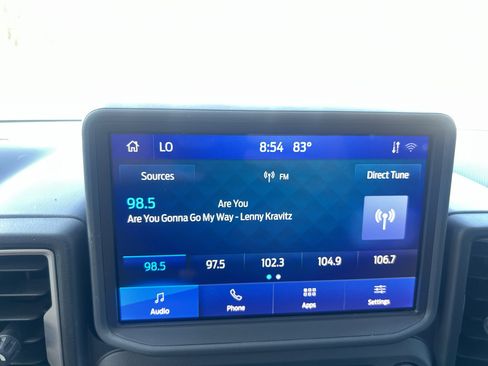 LO 8:54 83°
Sources FM Direct Tune
98.5 Are You
Are You Gonna Go My Way - Lenny Kravitz
98.5 97.5 102.3 104.9 106.7
Audio Phone Apps Settings